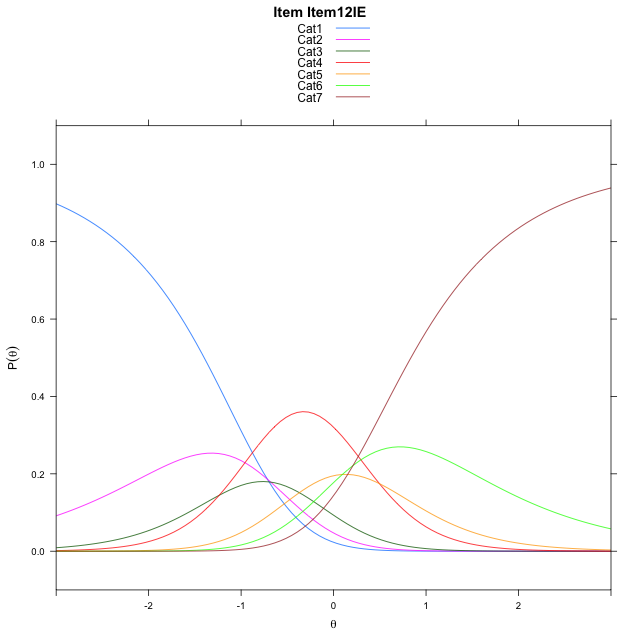 Item Item12IE
Cat1
Cat2
Cat3
Cat4
Cat5
Cat6
Cat7
1.0
0.8
0.6
0.4
0.2
0.0
P(θ)
-2 -1 0 1 2
θ